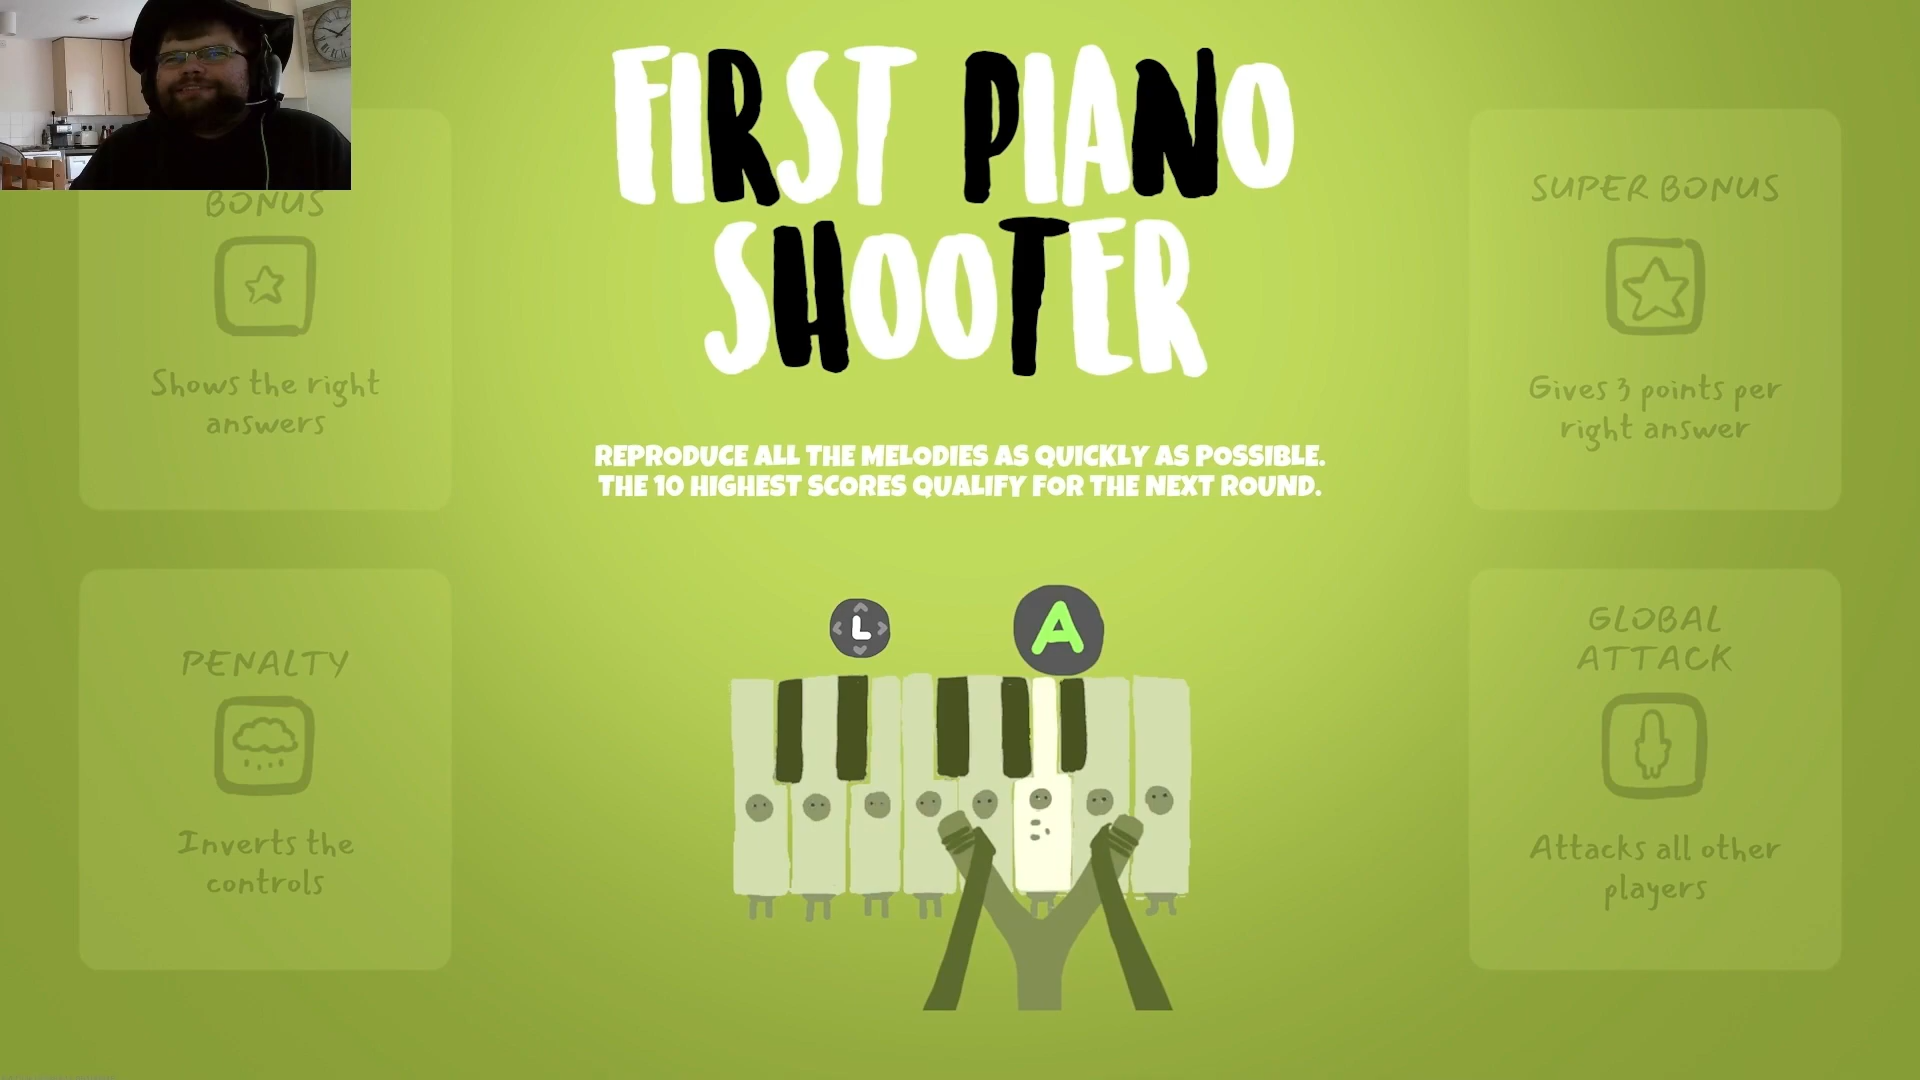 FIRST PIANO
SHOOTER
REPRODUCE ALL THE MELODIES AS QUICKLY AS POSSIBLE.
THE 10 HIGHEST SCORES QUALIFY FOR THE NEXT ROUND.
BONUS
Shows the right
answers
SUPER BONUS
Gives 3 points per
right answer
PENALTY
Inverts the
controls
GLOBAL
ATTACK
Attacks all other
players
L
A